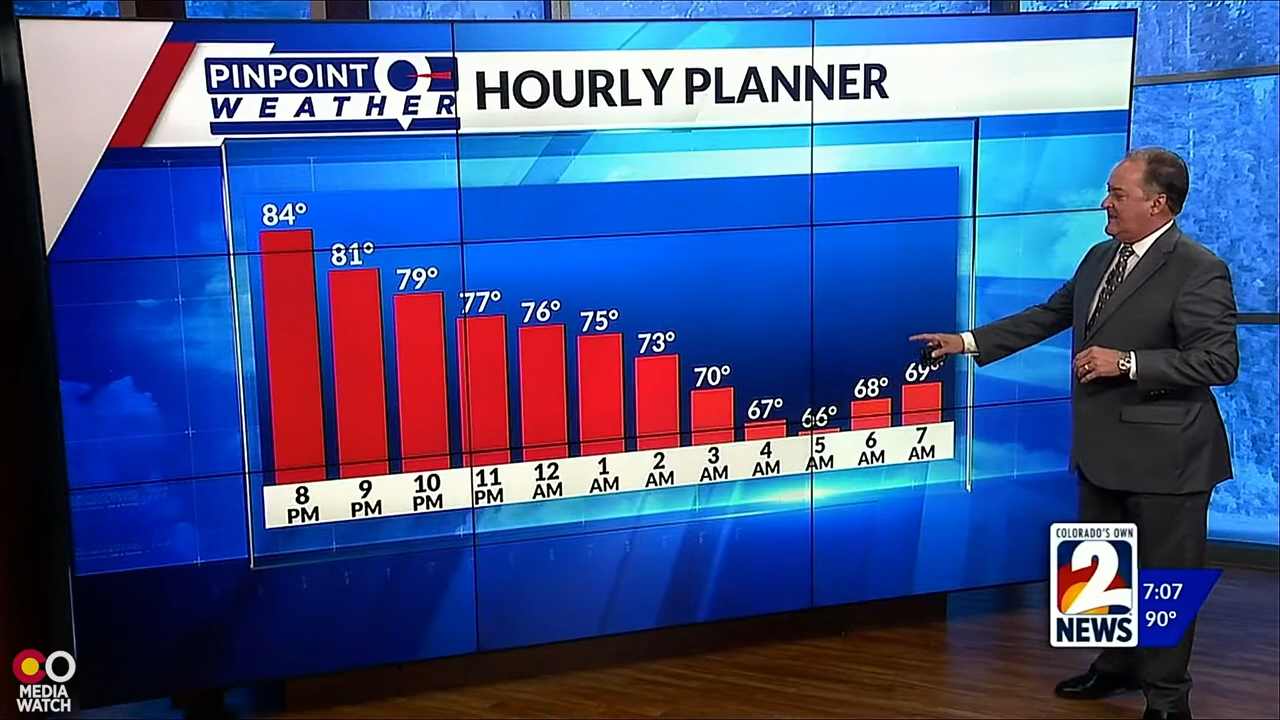 PINPOINT
WEATHER
HOURLY PLANNER
84° 81° 79° 77° 76° 75° 73° 70° 67° 66° 68° 69°
8 PM 9 PM 10 PM 11 PM 12 AM 1 AM 2 AM 3 AM 4 AM 5 AM 6 AM 7 AM
COLORADO'S OWN
2
NEWS
7:07
90°
MEDIA
WATCH